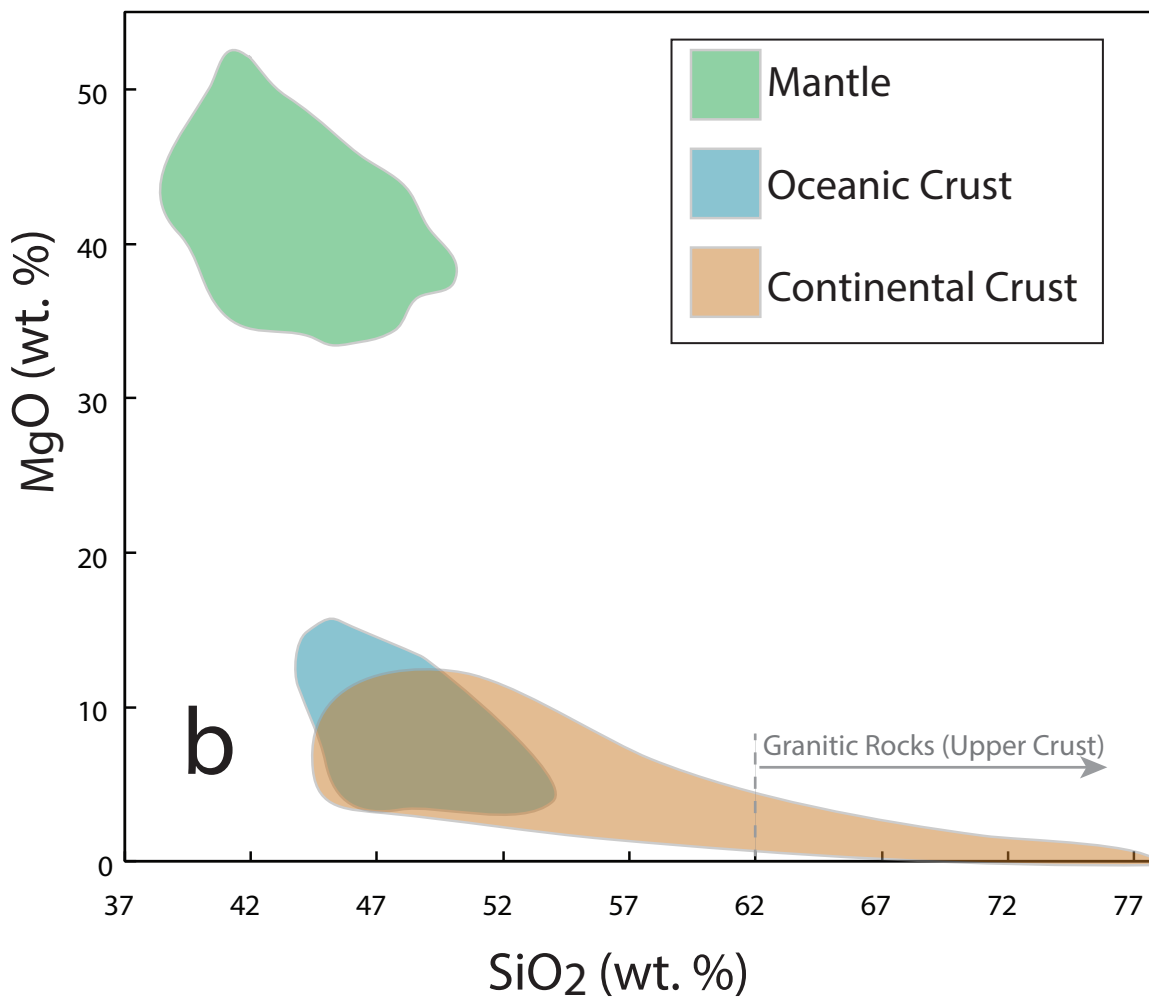 50
40
30
20
10
0
MgO (wt. %)
Mantle
Oceanic Crust
Continental Crust
b
Granitic Rocks (Upper Crust)
37 42 47 52 57 62 67 72 77
SiO2 (wt. %)